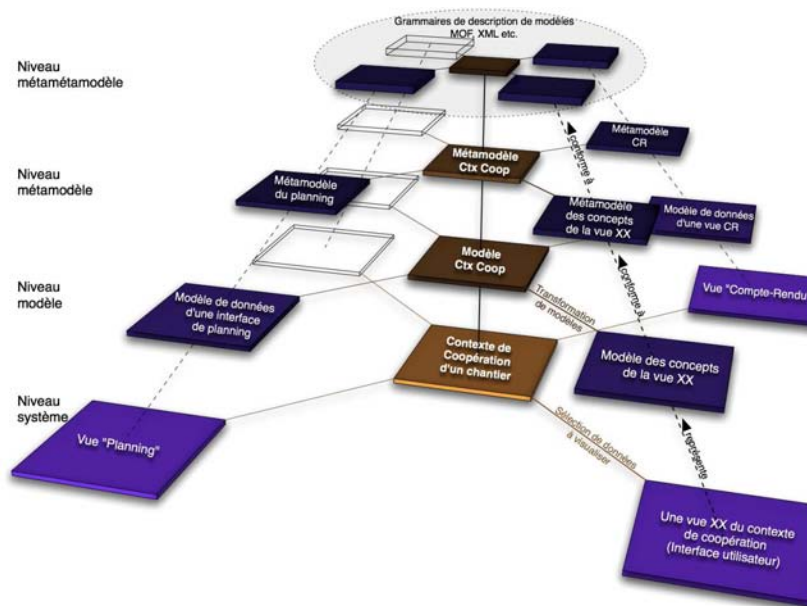 Grammaires de description de modèles
MOF, XML etc.
Niveau
métamétamodèle
Métamodèle
CR
conforme à
Métamodèle
Ctx Coop
Niveau
métamodèle
Métamodèle
du planning
Métamodèle
des concepts
de la vue XX
Modèle de données
d'une vue CR
Modèle
Ctx Coop
Niveau
modèle
Modèle de données
d'une interface
de planning
Transformation
de modèles
conforme à
Vue "Compte-Rendu
Contexte de
Coopération
d'un chantier
Modèle des concepts
de la vue XX
Niveau
système
Vue "Planning"
Sélection de données
à visualiser
représente
Une vue XX du contexte
de coopération
(Interface utilisateur)